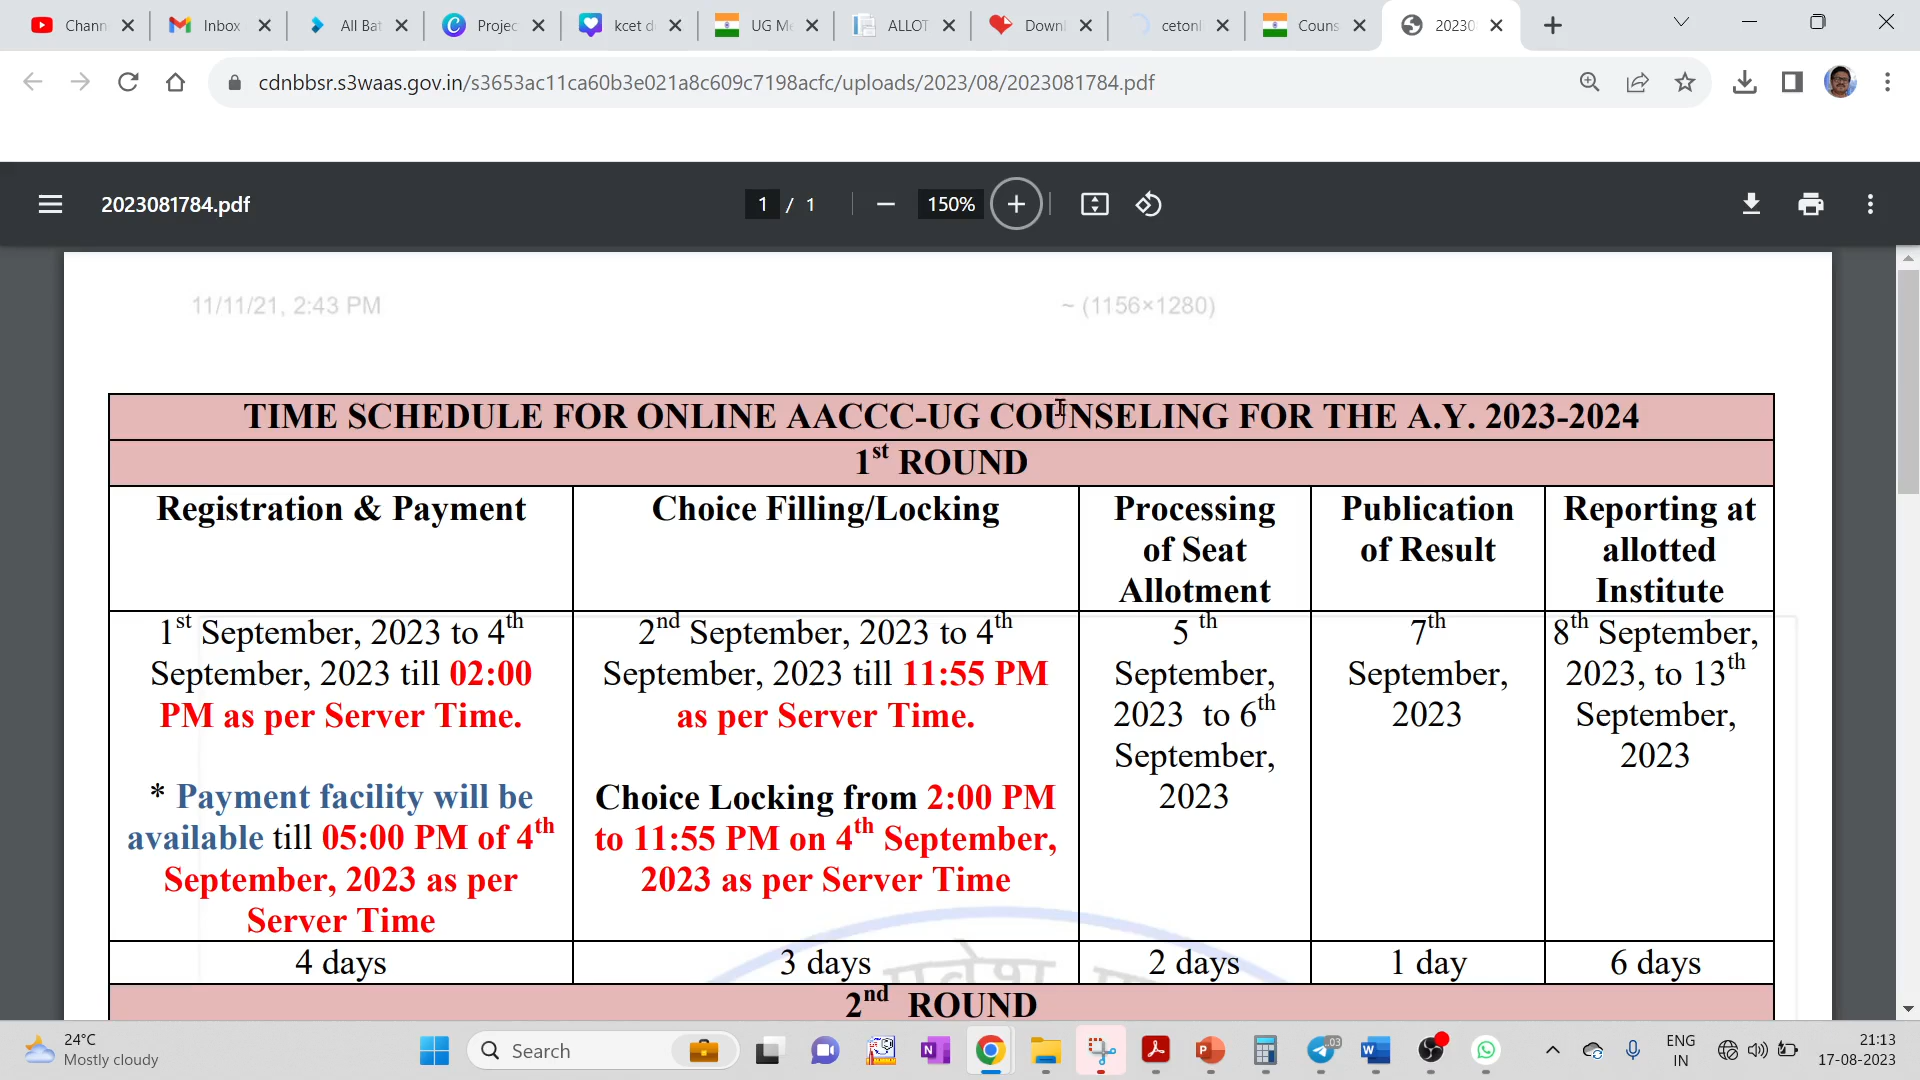 Chann
Inbox
All Bat
Projec
kcet d
UG Me
ALLOT
Downl
cetonl
Couns
20230
cdnbbsr.s3waas.gov.in/s3653ac11ca60b3e021a8c609c7198acfc/uploads/2023/08/2023081784.pdf
2023081784.pdf
1 / 1
150%
11/11/21, 2:43 PM
~ (1156×1280)
TIME SCHEDULE FOR ONLINE AACCC-UG COUNSELING FOR THE A.Y. 2023-2024
1st ROUND
Registration & Payment
Choice Filling/Locking
Processing
of Seat
Allotment
Publication
of Result
Reporting at
allotted
Institute
1st September, 2023 to 4th
September, 2023 till 02:00
PM as per Server Time.
* Payment facility will be
available till 05:00 PM of 4th
September, 2023 as per
Server Time
2nd September, 2023 to 4th
September, 2023 till 11:55 PM
as per Server Time.
Choice Locking from 2:00 PM
to 11:55 PM on 4th September,
2023 as per Server Time
5 th
September,
2023 to 6th
September,
2023
7th
September,
2023
8th September,
2023, to 13th
September,
2023
4 days
3 days
2 days
1 day
6 days
2nd ROUND
24°C
Mostly cloudy
Search
.03
ENG
IN
21:13
17-08-2023